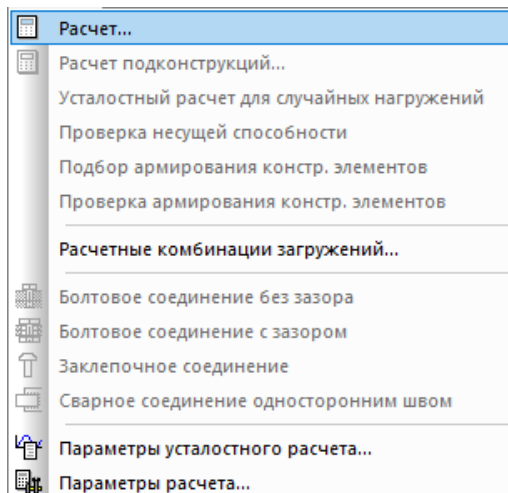 Расчет...
Расчет подконструкций...
Усталостный расчет для случайных нагружений
Проверка несущей способности
Подбор армирования констр. элементов
Проверка армирования констр. элементов
Расчетные комбинации загружений...
Болтовое соединение без зазора
Болтовое соединение с зазором
Заклепочное соединение
Сварное соединение односторонним швом
Параметры усталостного расчета...
Параметры расчета...